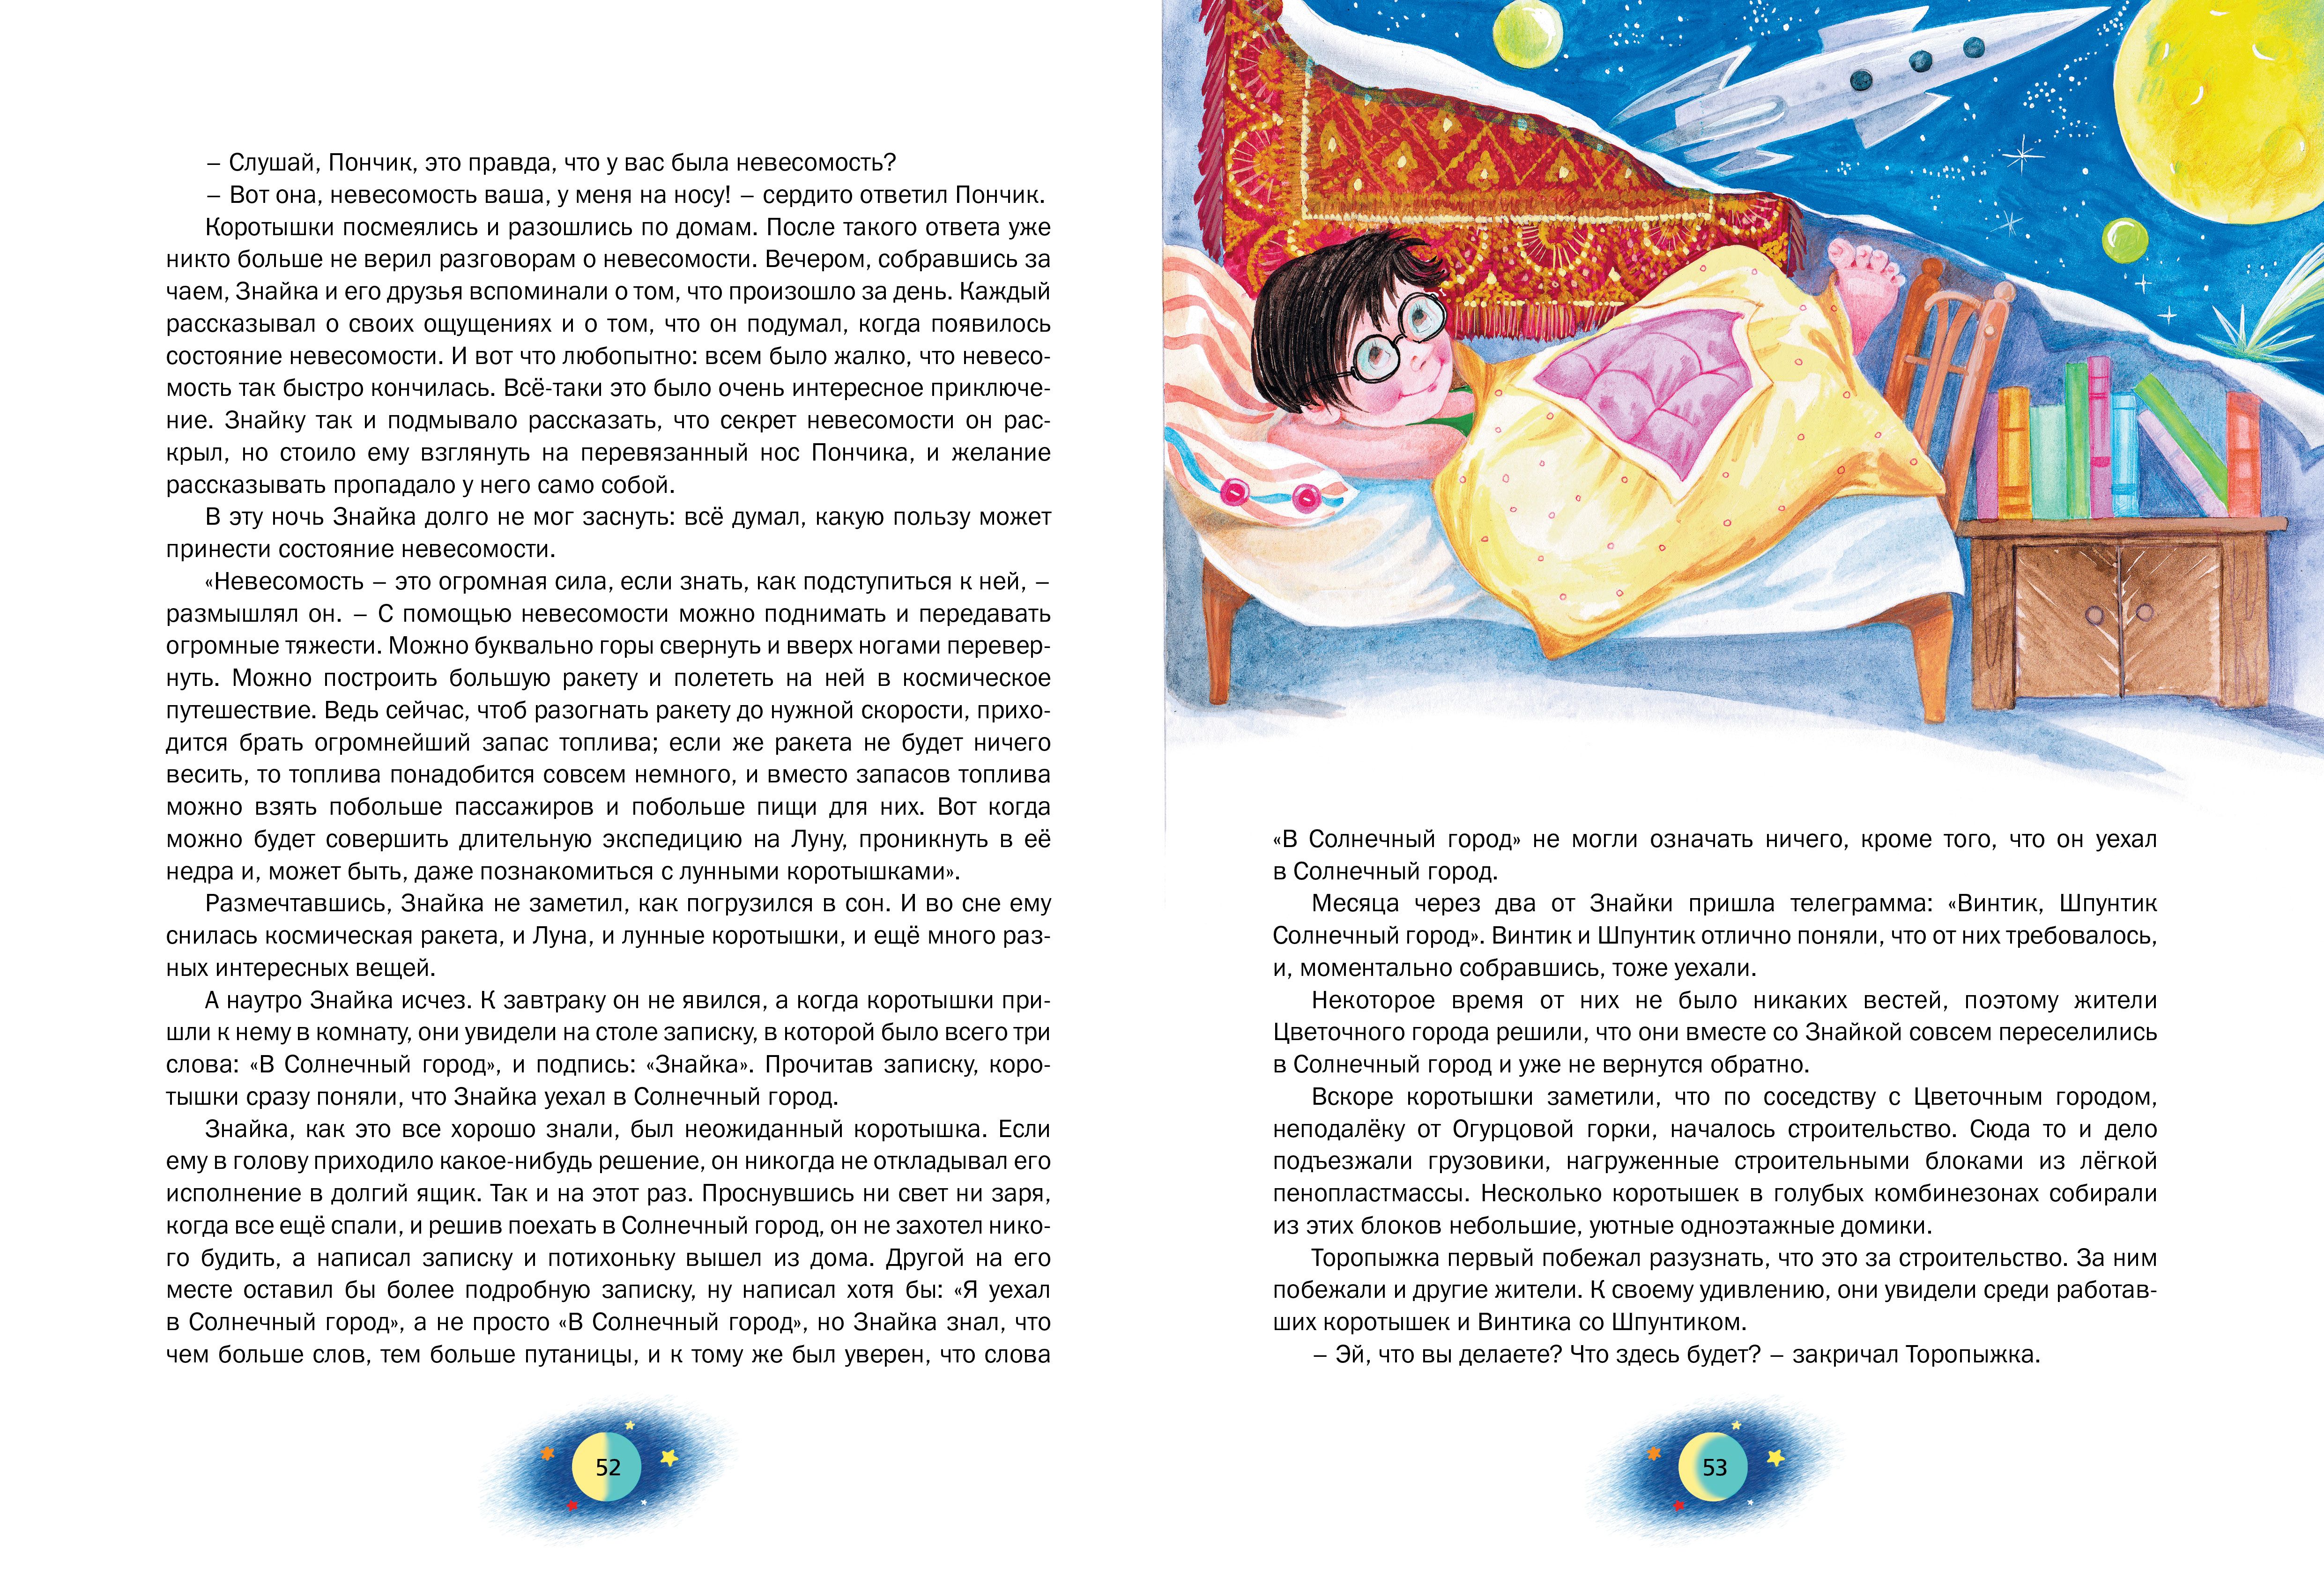 – Слушай, Пончик, это правда, что у вас была невесомость?
– Вот она, невесомость ваша, у меня на носу! – сердито ответил Пончик.
Коротышки посмеялись и разошлись по домам. После такого ответа уже
никто больше не верил разговорам о невесомости. Вечером, собравшись за
чаем, Знайка и его друзья вспоминали о том, что произошло за день. Каждый
рассказывал о своих ощущениях и о том, что он подумал, когда появилось
состояние невесомости. И вот что любопытно: всем было жалко, что невесо-
мость так быстро кончилась. Всё-таки это было очень интересное приключе-
ние. Знайку так и подмывало рассказать, что секрет невесомости он рас-
крыл, но стоило ему взглянуть на перевязанный нос Пончика, и желание
рассказывать пропадало у него само собой.
В эту ночь Знайка долго не мог заснуть: всё думал, какую пользу может
принести состояние невесомости.
«Невесомость – это огромная сила, если знать, как подступиться к ней, –
размышлял он. – С помощью невесомости можно поднимать и передавать
огромные тяжести. Можно буквально горы свернуть и вверх ногами перевер-
нуть. Можно построить большую ракету и полететь на ней в космическое
путешествие. Ведь сейчас, чтоб разогнать ракету до нужной скорости, прихо-
дится брать огромнейший запас топлива; если же ракета не будет ничего
весить, то топлива понадобится совсем немного, и вместо запасов топлива
можно взять побольше пассажиров и побольше пищи для них. Вот когда
можно будет совершить длительную экспедицию на Луну, проникнуть в её
недра и, может быть, даже познакомиться с лунными коротышками».
Размечтавшись, Знайка не заметил, как погрузился в сон. И во сне ему
снилась космическая ракета, и Луна, и лунные коротышки, и ещё много раз-
ных интересных вещей.
А наутро Знайка исчез. К завтраку он не явился, а когда коротышки при-
шли к нему в комнату, они увидели на столе записку, в которой было всего три
слова: «В Солнечный город», и подпись: «Знайка». Прочитав записку, коро-
тышки сразу поняли, что Знайка уехал в Солнечный город.
Знайка, как это все хорошо знали, был неожиданный коротышка. Если
ему в голову приходило какое-нибудь решение, он никогда не откладывал его
исполнение в долгий ящик. Так и на этот раз. Проснувшись ни свет ни заря,
когда все ещё спали, и решив поехать в Солнечный город, он не захотел нико-
го будить, а написал записку и потихоньку вышел из дома. Другой на его
месте оставил бы более подробную записку, ну написал хотя бы: «Я уехал
в Солнечный город», а не просто «В Солнечный город», но Знайка знал, что
чем больше слов, тем больше путаницы, и к тому же был уверен, что слова
52
«В Солнечный город» не могли означать ничего, кроме того, что он уехал
в Солнечный город.
Месяца через два от Знайки пришла телеграмма: «Винтик, Шпунтик
Солнечный город». Винтик и Шпунтик отлично поняли, что от них требовалось,
и, моментально собравшись, тоже уехали.
Некоторое время от них не было никаких вестей, поэтому жители
Цветочного города решили, что они вместе со Знайкой совсем переселились
в Солнечный город и уже не вернутся обратно.
Вскоре коротышки заметили, что по соседству с Цветочным городом,
неподалёку от Огурцовой горки, началось строительство. Сюда то и дело
подъезжали грузовики, нагруженные строительными блоками из лёгкой
пенопластмассы. Несколько коротышек в голубых комбинезонах собирали
из этих блоков небольшие, уютные одноэтажные домики.
Торопыжка первый побежал разузнать, что это за строительство. За ним
побежали и другие жители. К своему удивлению, они увидели среди работав-
ших коротышек и Винтика со Шпунтиком.
– Эй, что вы делаете? Что здесь будет? – закричал Торопыжка.
53